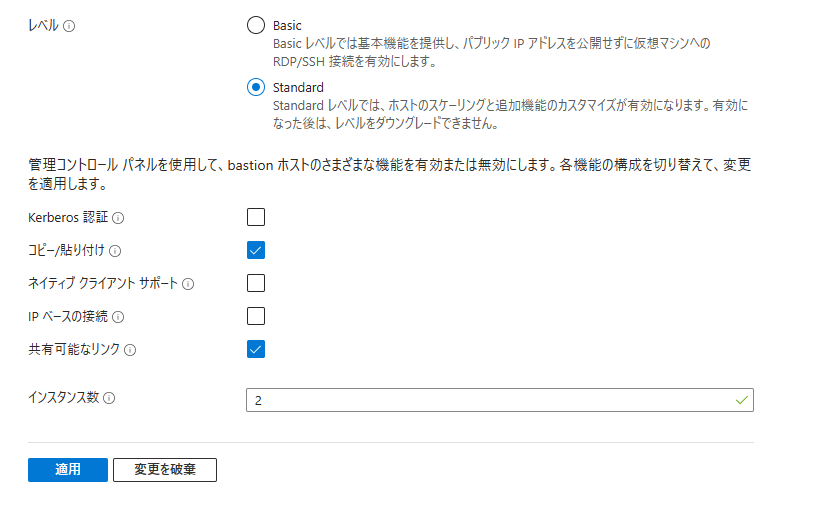 レベル
Basic
Basic レベルでは基本機能を提供し、パブリック IP アドレスを公開せずに仮想マシンへの
RDP/SSH 接続を有効にします。
Standard
Standard レベルでは、ホストのスケーリングと追加機能のカスタマイズが有効になります。有効に
なった後は、レベルをダウングレードできません。
管理コントロール パネルを使用して、bastion ホストのさまざまな機能を有効または無効にします。各機能の構成を切り替えて、変更
を適用します。
Kerberos 認証
コピー/貼り付け
ネイティブ クライアント サポート
IP ベースの接続
共有可能なリンク
インスタンス数
2
適用
変更を破棄